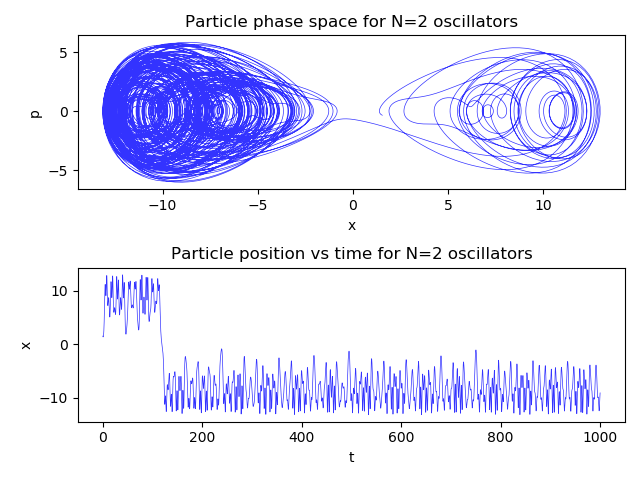 Particle phase space for N=2 oscillators
5
0
−5
p
−10 −5 0 5 10
x
Particle position vs time for N=2 oscillators
10
0
−10
x
0 200 400 600 800 1000
t